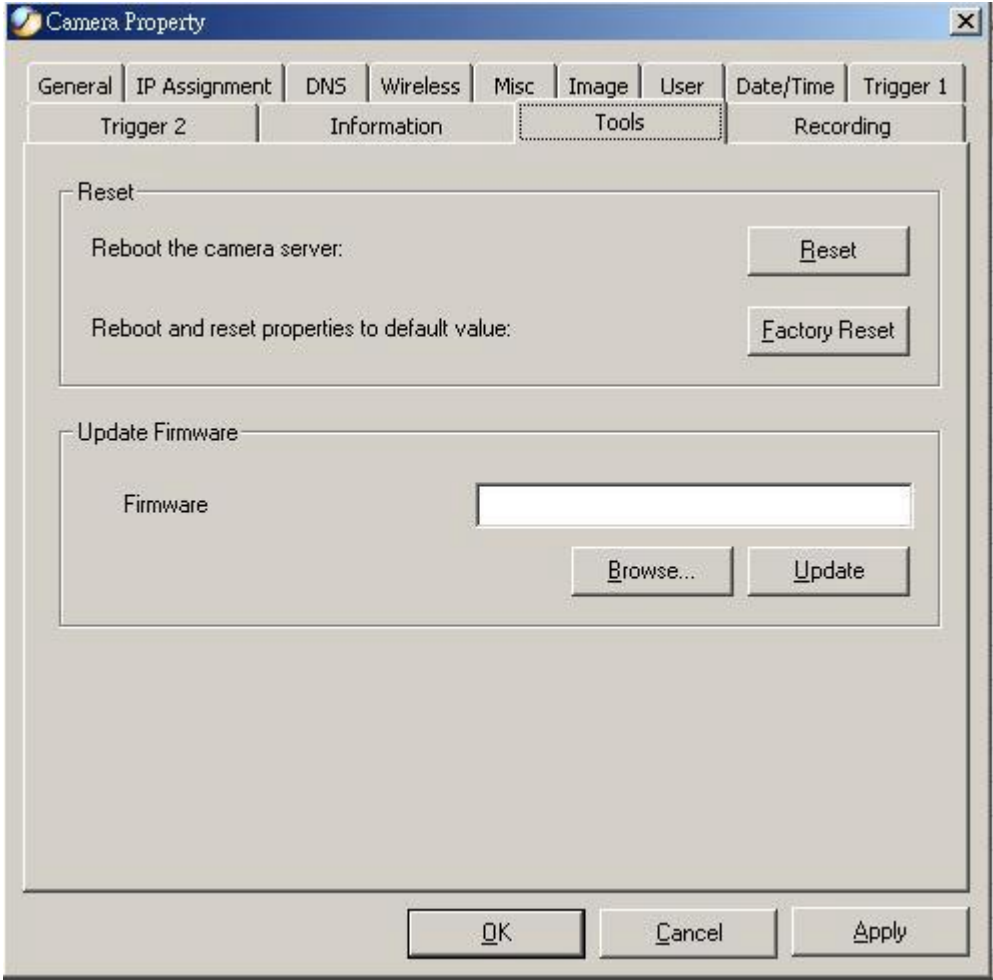 Camera Property
General IP Assignment DNS Wireless Misc Image User Date/Time Trigger 1
Trigger 2 Information Tools Recording
Reset
Reboot the camera server: Reset
Reboot and reset properties to default value: Factory Reset
Update Firmware
Firmware
Browse... Update
OK Cancel Apply